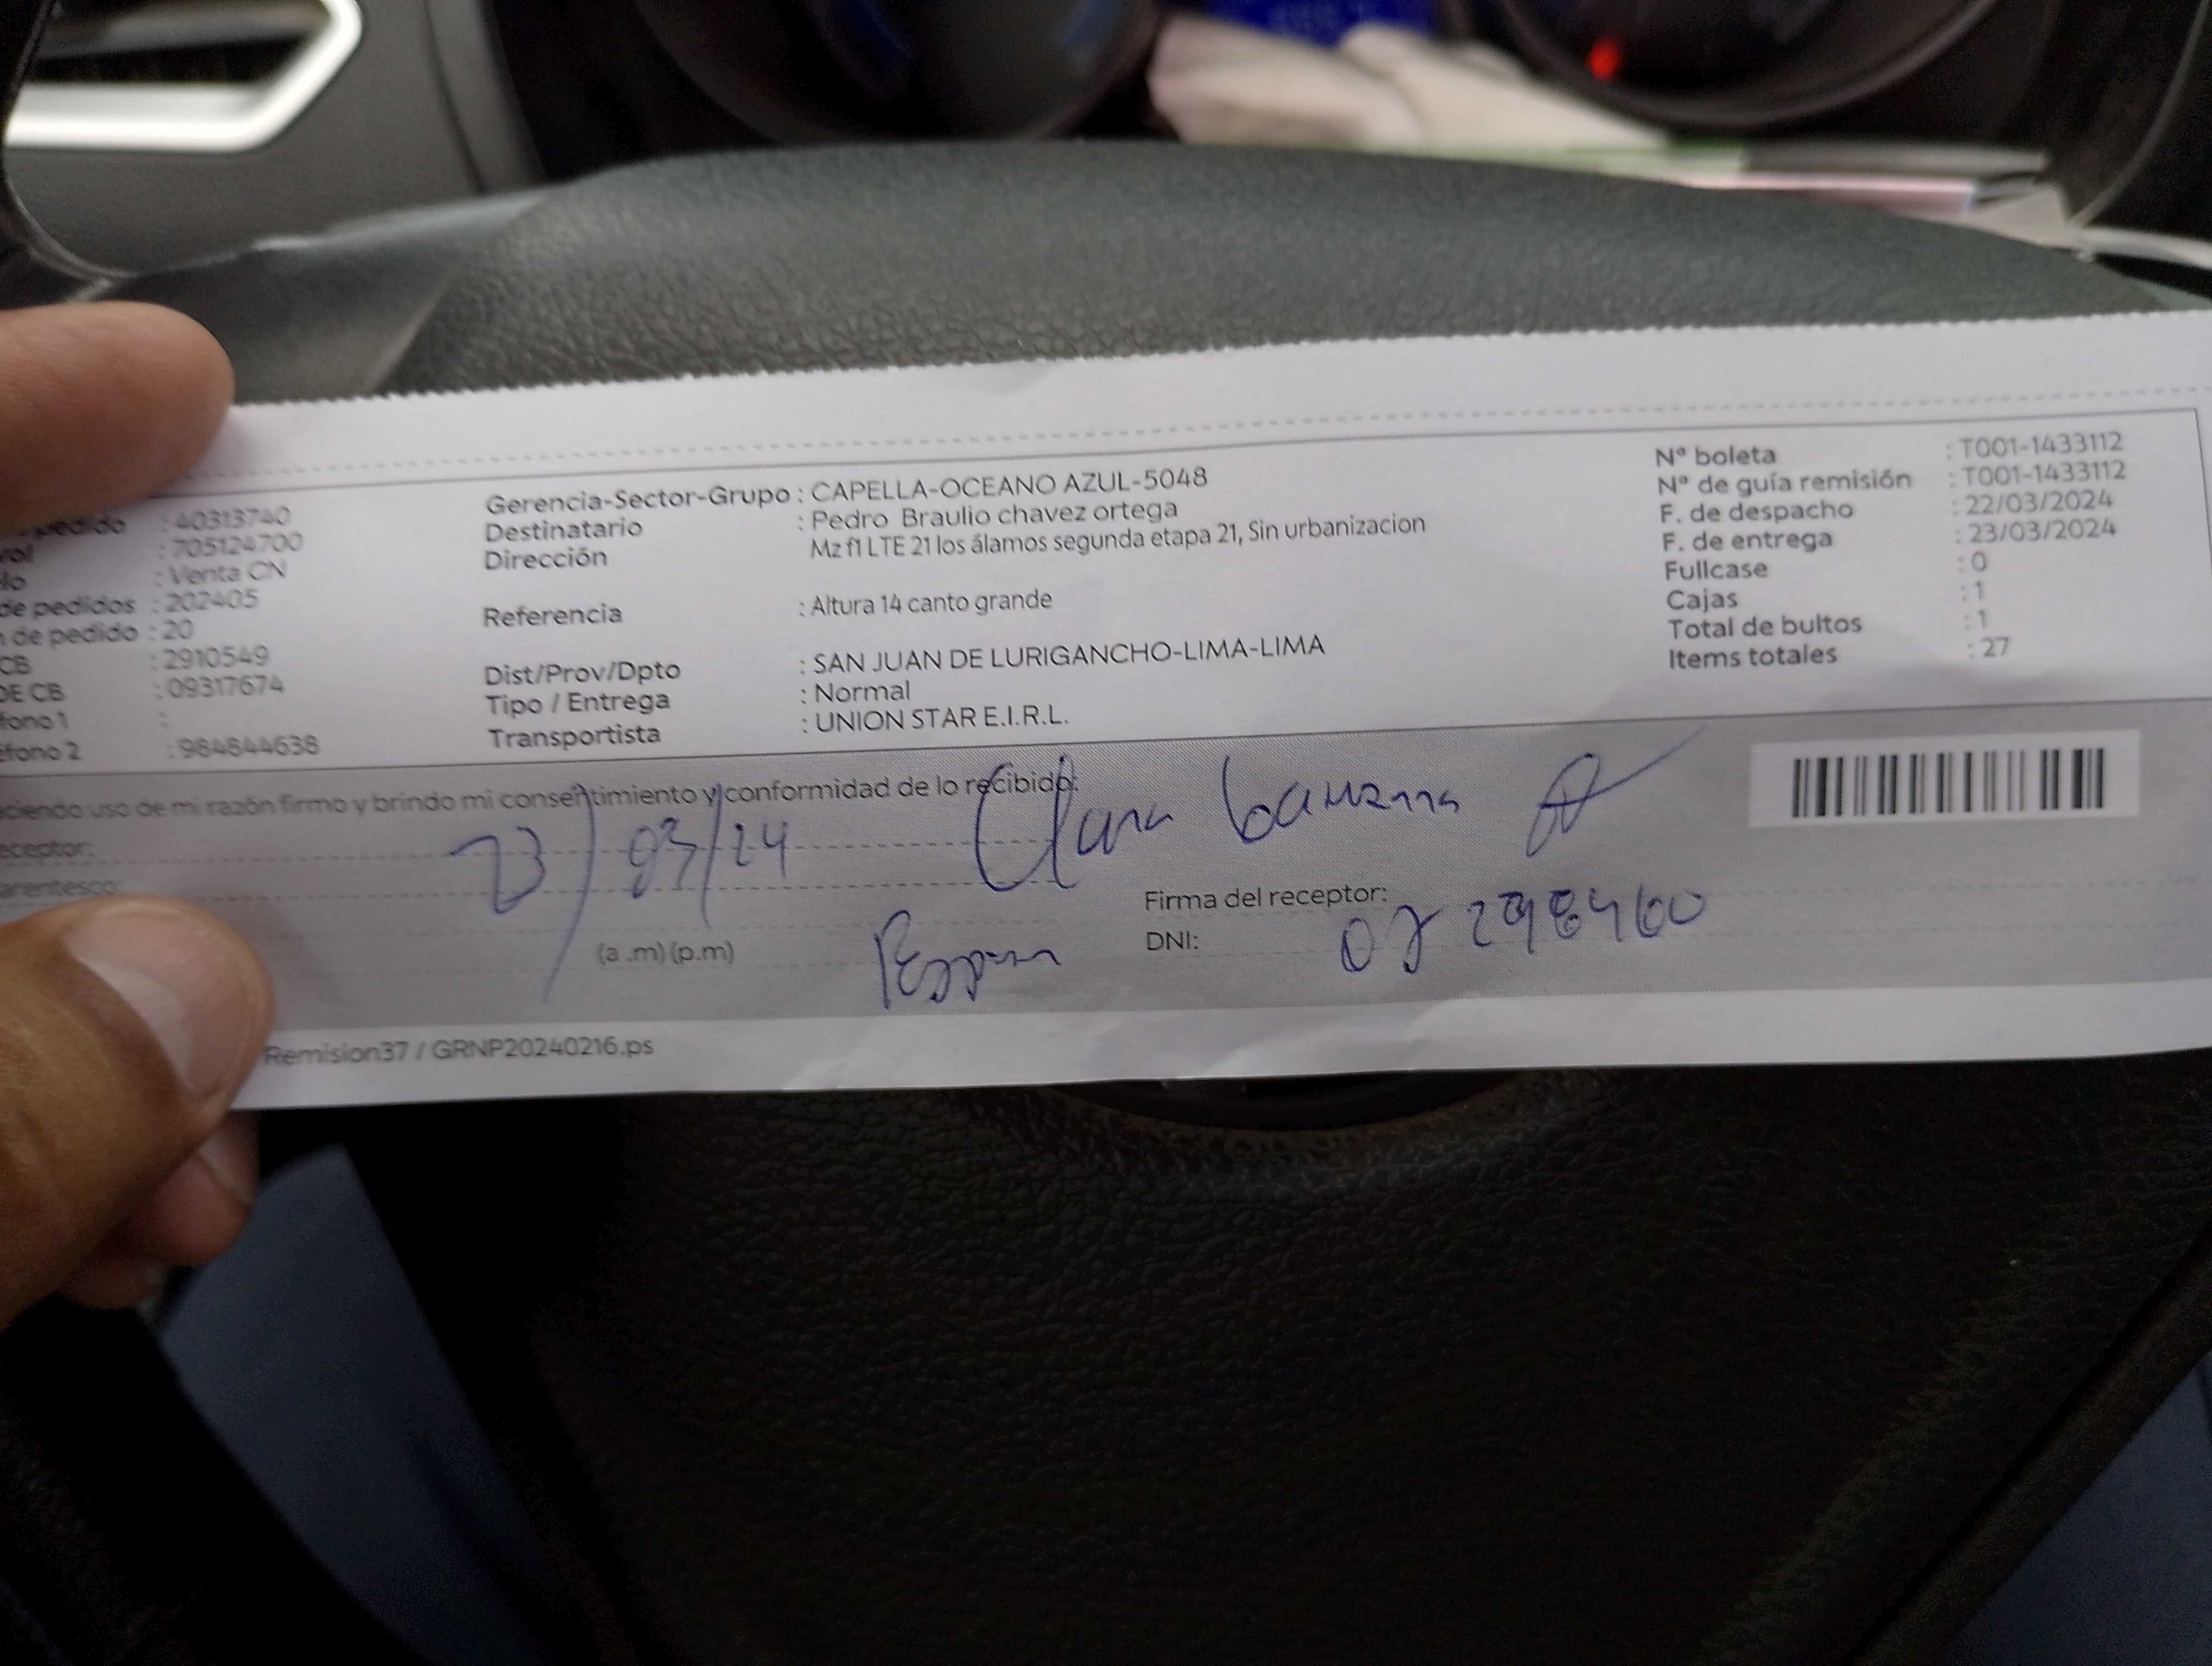 pedido : 40313740
: 705124700
: Venta CN
de pedidos : 202405
de pedido : 20
CB : 2910549
DE CB : 09317674
fono 1 :
éfono 2 : 984844638
Gerencia-Sector-Grupo : CAPELLA-OCEANO AZUL-5048
Destinatario : Pedro Braulio chavez ortega
Dirección Mz f1 LTE 21 los álamos segunda etapa 21, Sin urbanizacion
Referencia : Altura 14 canto grande
Dist/Prov/Dpto : SAN JUAN DE LURIGANCHO-LIMA-LIMA
Tipo / Entrega : Normal
Transportista : UNION STAR E.I.R.L.
Nº boleta : T001-1433112
Nº de guía remisión : T001-1433112
F. de despacho : 22/03/2024
F. de entrega : 23/03/2024
Fullcase : 0
Cajas : 1
Total de bultos : 1
Items totales : 27
ciendo uso de mi razón firmo y brindo mi consentimiento y conformidad de lo recibido:
eceptor:
23/03/24
arentesco:
Firma del receptor:
(a .m) (p.m)
DNI:
Remision37 / GRNP20240216.ps